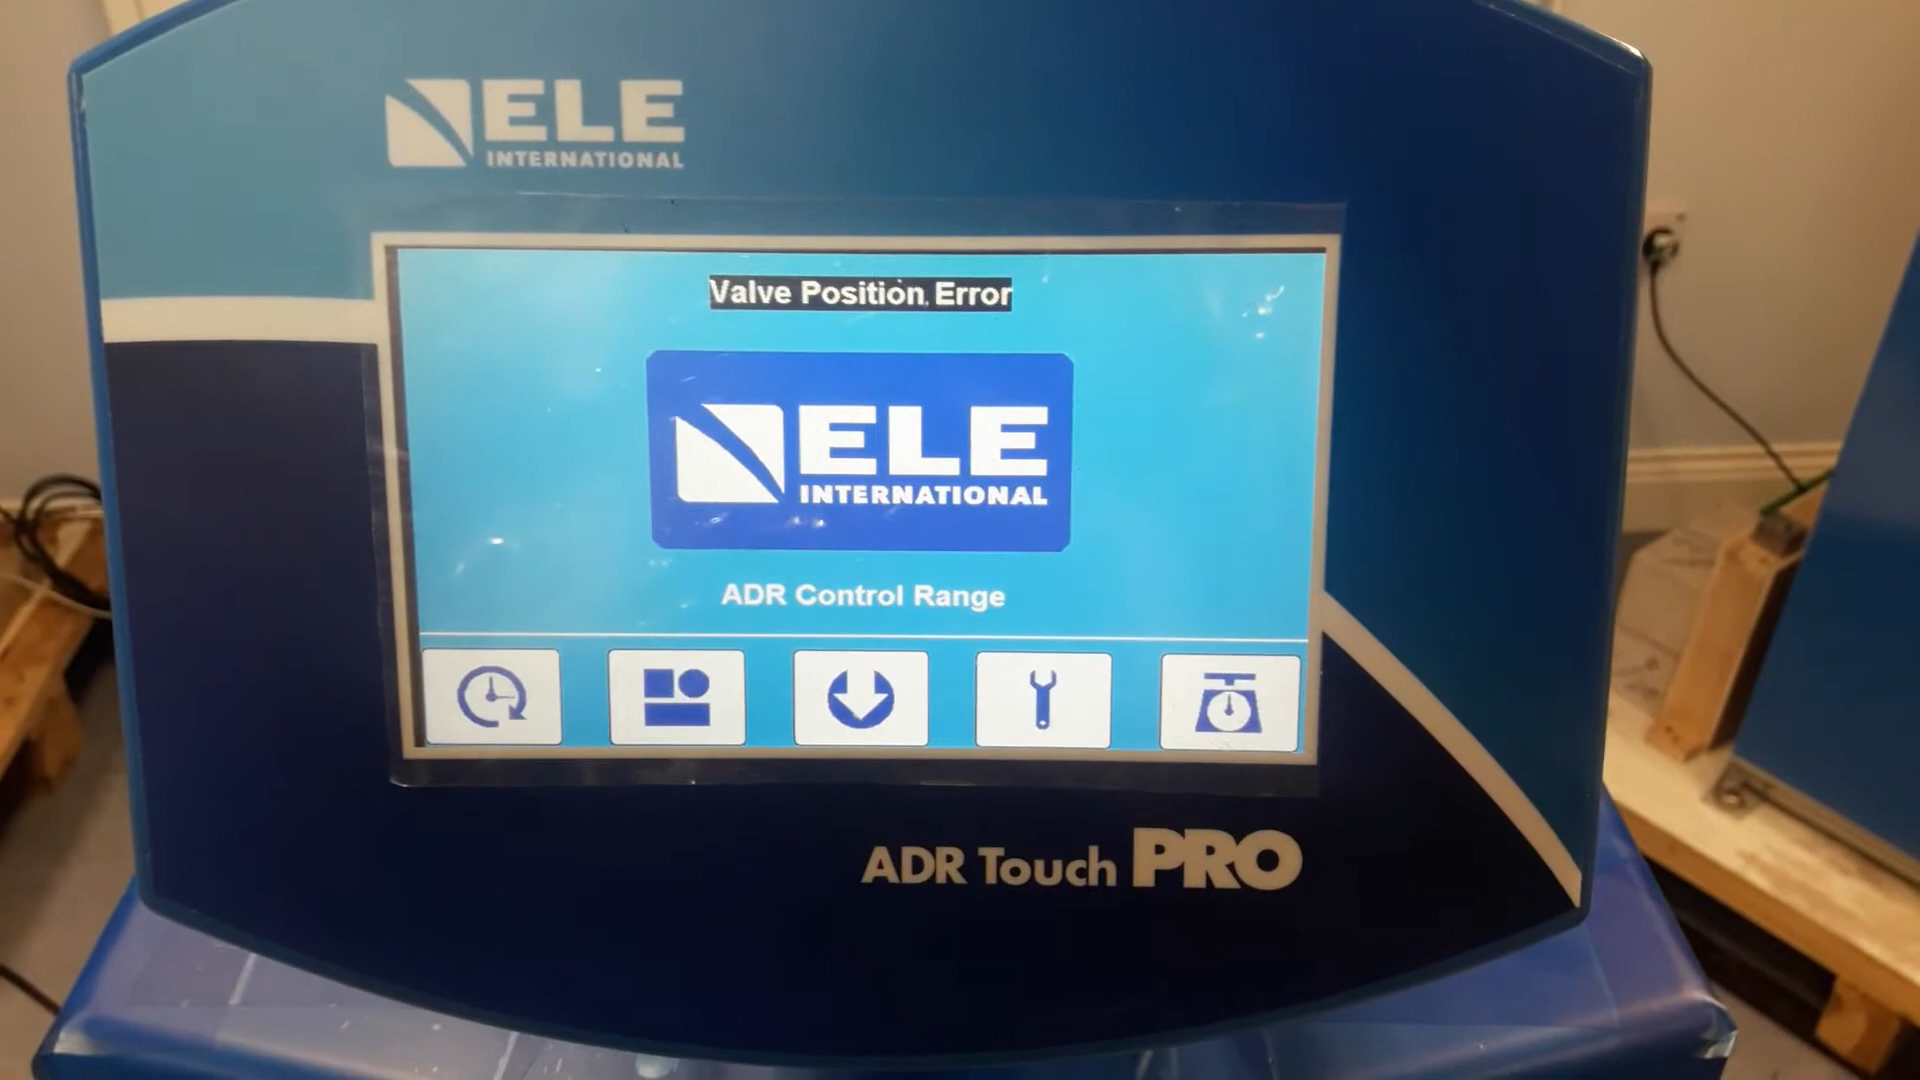 ELE
INTERNATIONAL
Valve Position Error
ELE
INTERNATIONAL
ADR Control Range
ADR Touch PRO